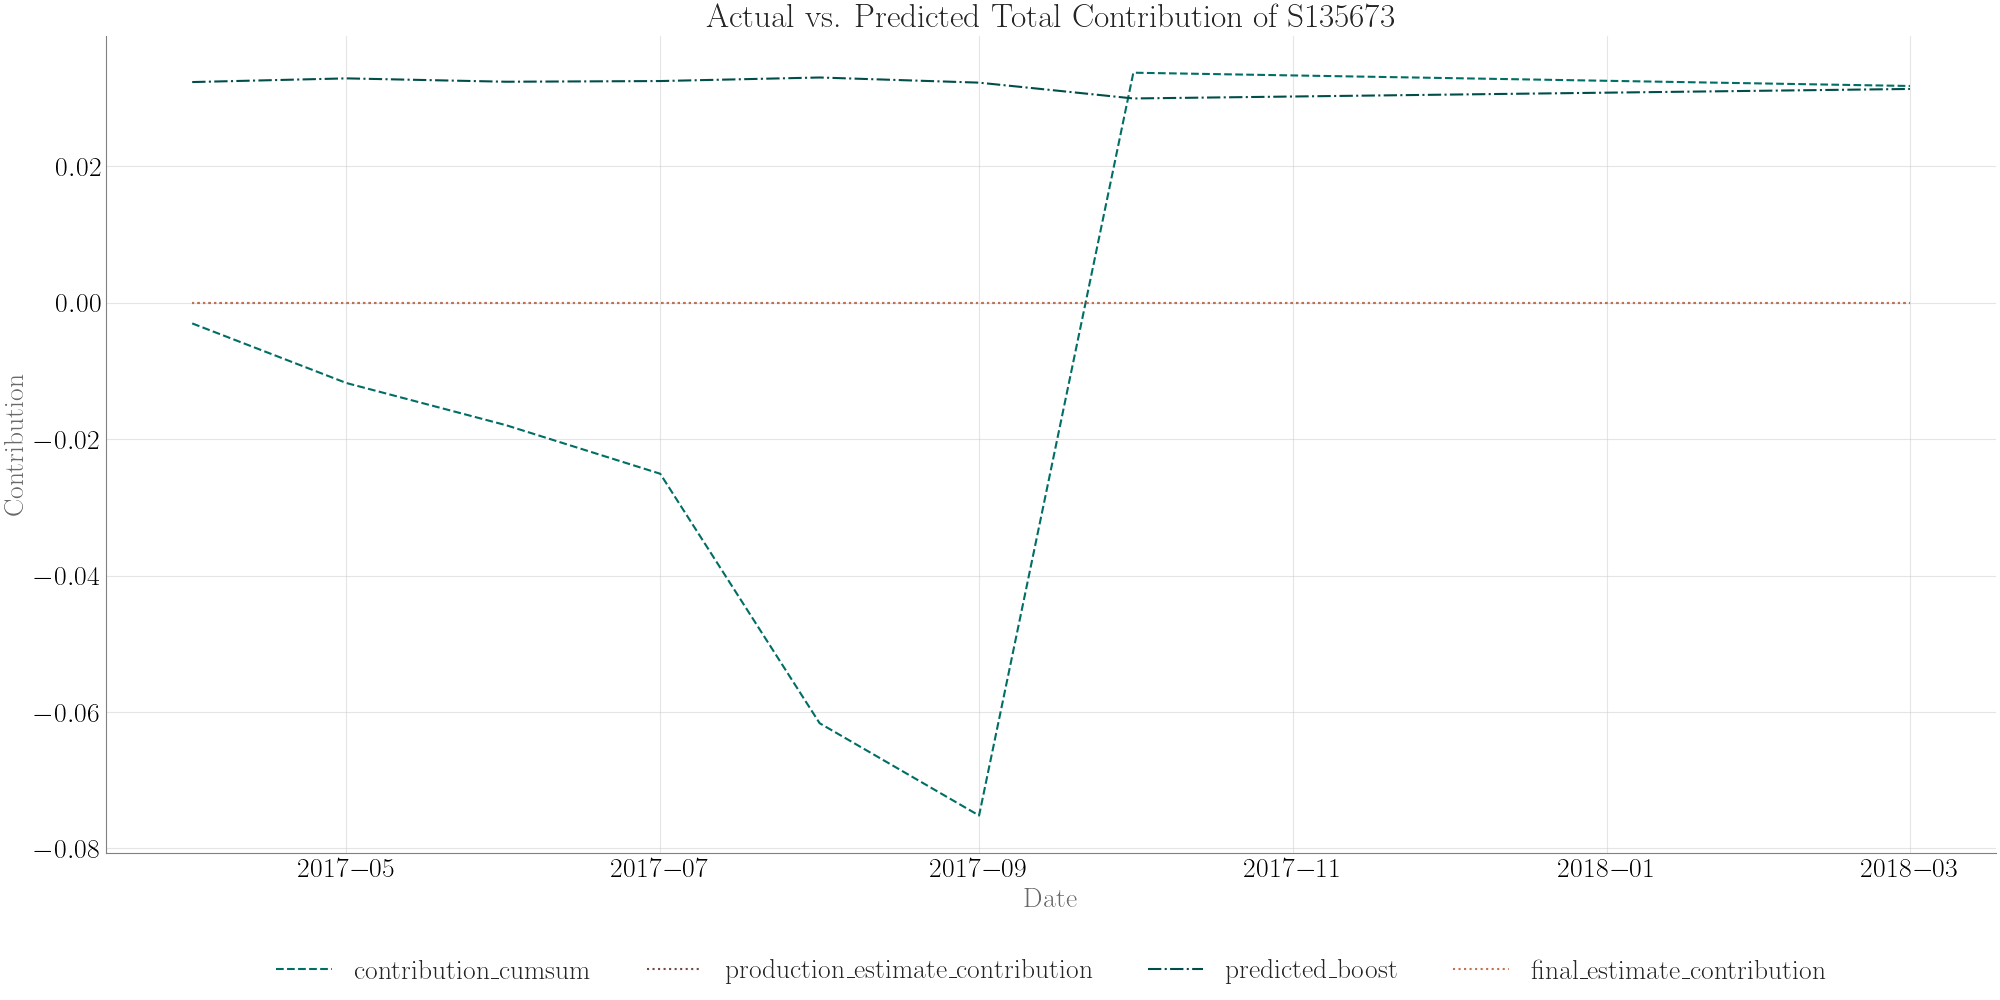 Actual vs. Predicted Total Contribution of S135673
Contribution
0.02
0.00
−0.02
−0.04
−0.06
−0.08
2017−05 2017−07 2017−09 2017−11 2018−01 2018−03
Date
contribution_cumsum production_estimate_contribution predicted_boost final_estimate_contribution